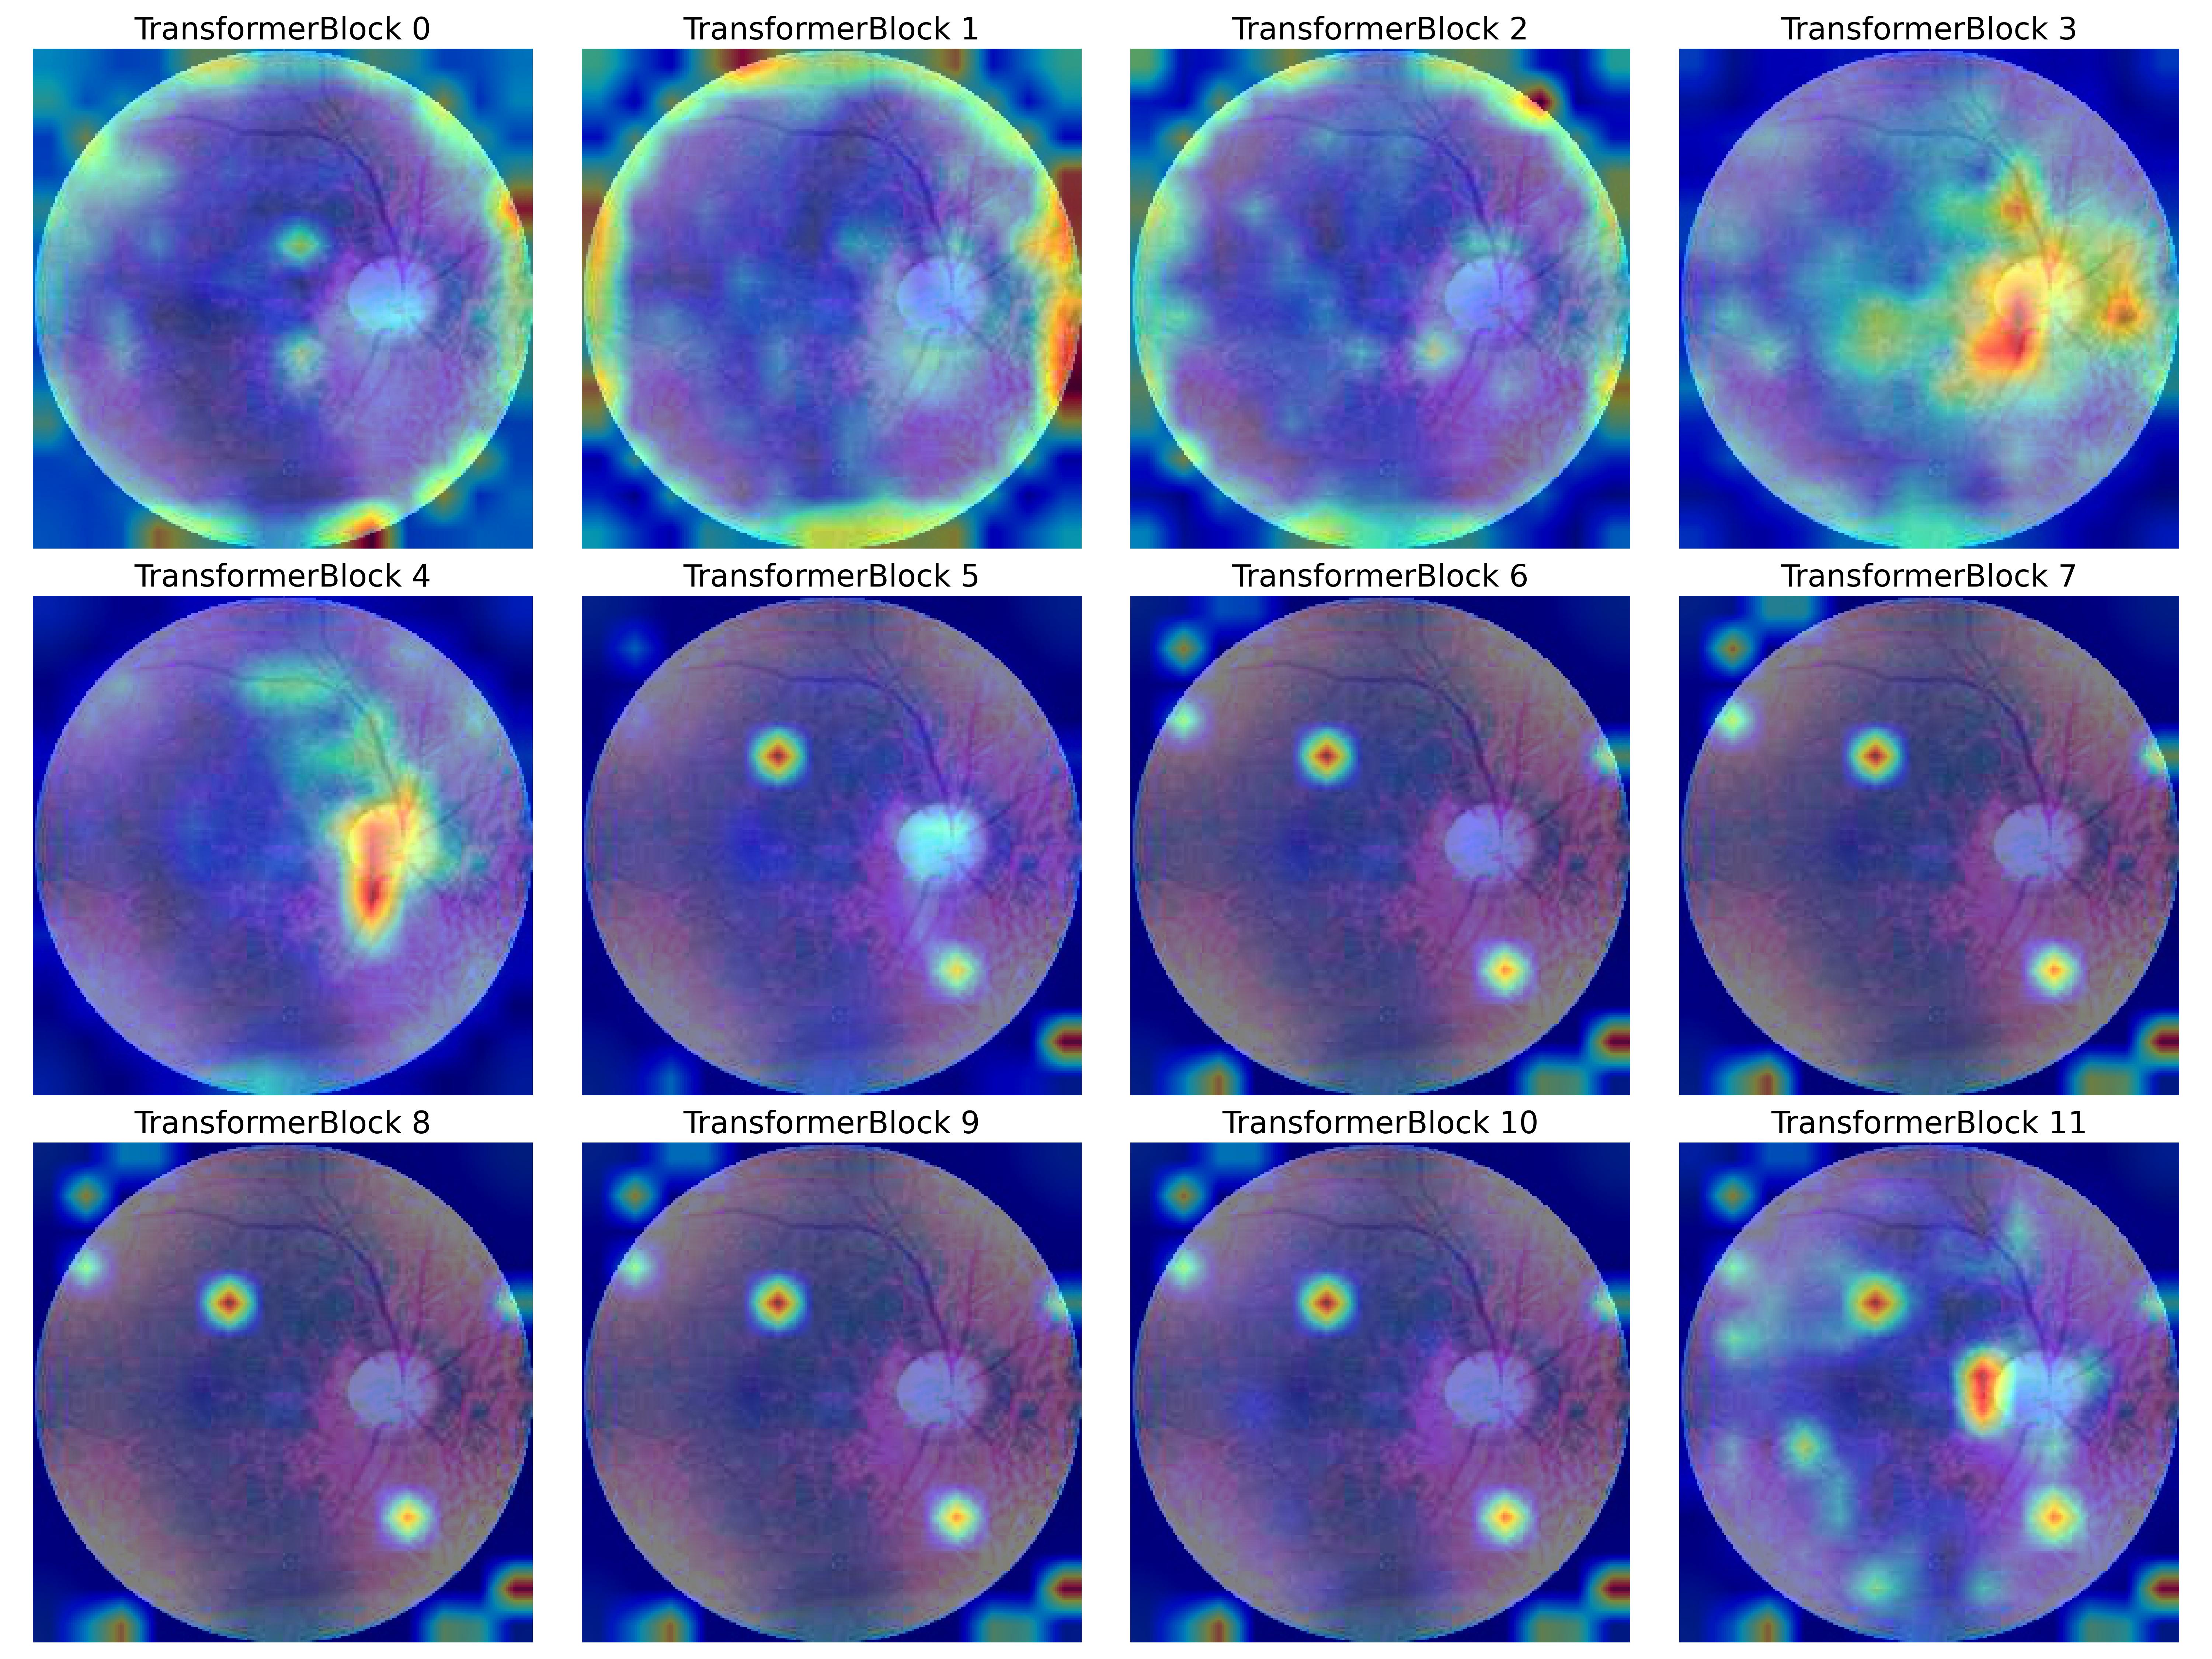 TransformerBlock 0
TransformerBlock 1
TransformerBlock 2
TransformerBlock 3
TransformerBlock 4
TransformerBlock 5
TransformerBlock 6
TransformerBlock 7
TransformerBlock 8
TransformerBlock 9
TransformerBlock 10
TransformerBlock 11